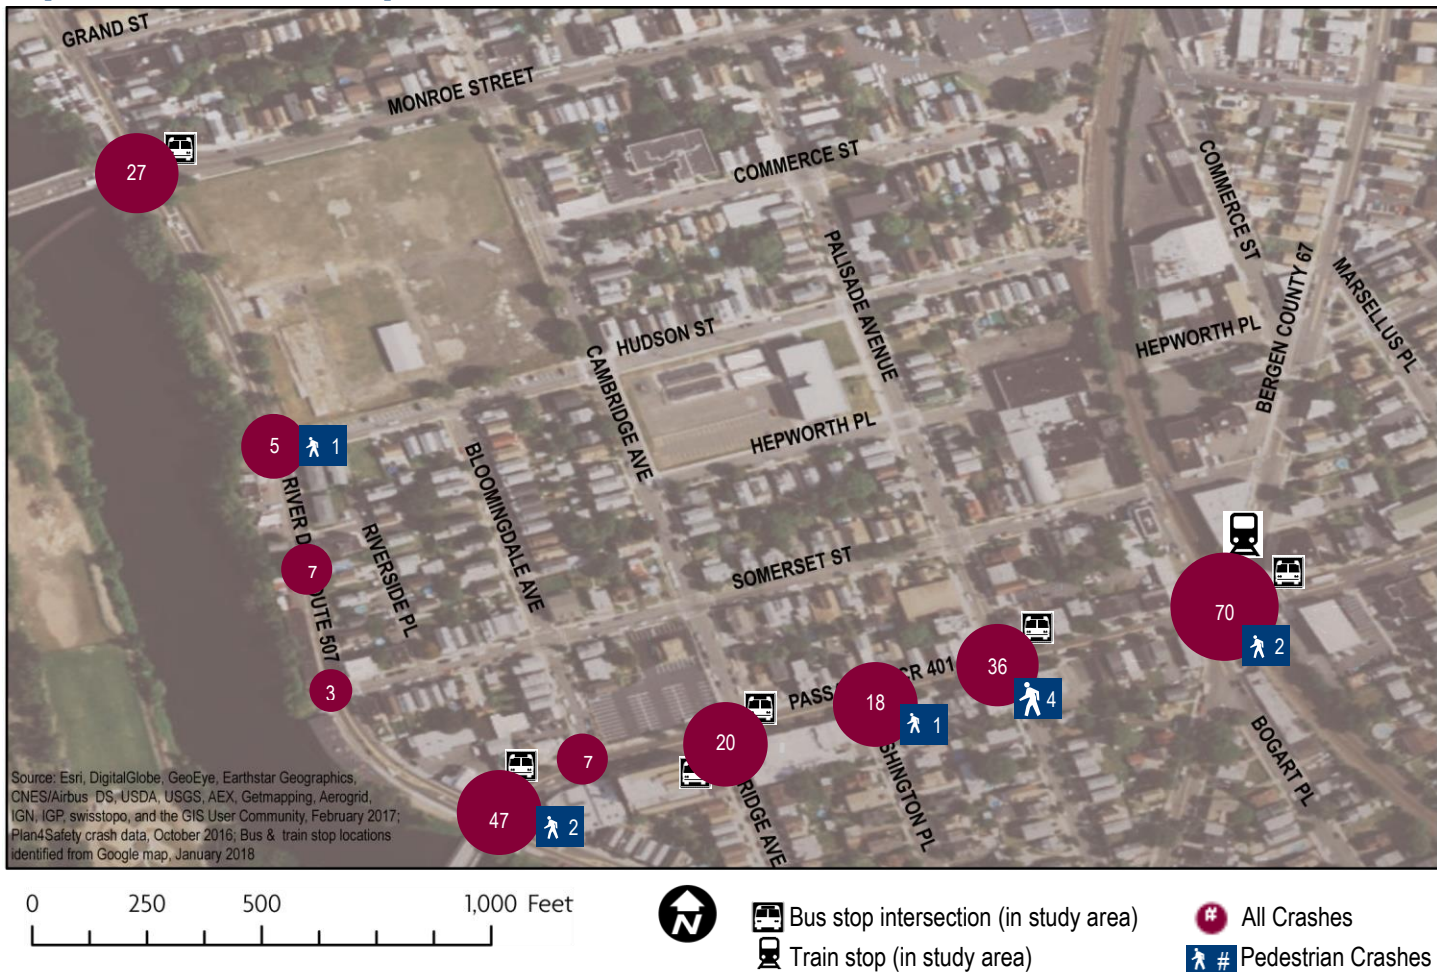 GRAND ST
MONROE STREET
27
COMMERCE ST
COMMERCE ST
PALISADE AVENUE
BERGEN COUNTY 67
MARSELLUS PL
HUDSON ST
HEPWORTH PL
CAMBRIDGE AVE
HEPWORTH PL
5
1
BLOOMINGDALE AVE
RIVER D
OUTE 507
RIVERSIDE PL
7
SOMERSET ST
70
2
3
PASSA
CR 401
36
4
18
1
20
7
SHINGTON PL
RIDGE AVE
BOGART PL
47
2
Source: Esri, DigitalGlobe, GeoEye, Earthstar Geographics,
CNES/Airbus DS, USDA, USGS, AEX, Getmapping, Aerogrid,
IGN, IGP, swisstopo, and the GIS User Community, February 2017;
Plan4Safety crash data, October 2016; Bus & train stop locations
identified from Google map, January 2018
0 250 500 1,000 Feet
N
Bus stop intersection (in study area)
Train stop (in study area)
# All Crashes
# Pedestrian Crashes